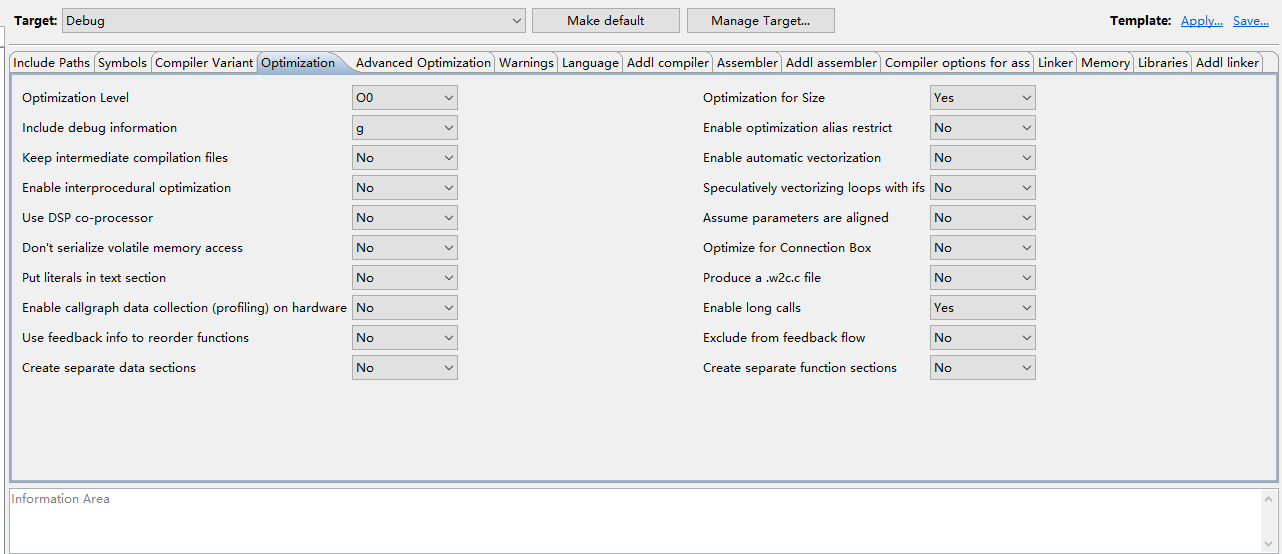 Target: Debug Make default Manage Target... Template: Apply... Save...
Include Paths Symbols Compiler Variant Optimization Advanced Optimization Warnings Language Addl compiler Assembler Addl assembler Compiler options for ass Linker Memory Libraries Addl linker
Optimization Level O0 Optimization for Size Yes
Include debug information g Enable optimization alias restrict No
Keep intermediate compilation files No Enable automatic vectorization No
Enable interprocedural optimization No Speculatively vectorizing loops with ifs No
Use DSP co-processor No Assume parameters are aligned No
Don't serialize volatile memory access No Optimize for Connection Box No
Put literals in text section No Produce a .w2c.c file No
Enable callgraph data collection (profiling) on hardware No Enable long calls Yes
Use feedback info to reorder functions No Exclude from feedback flow No
Create separate data sections No Create separate function sections No
Information Area